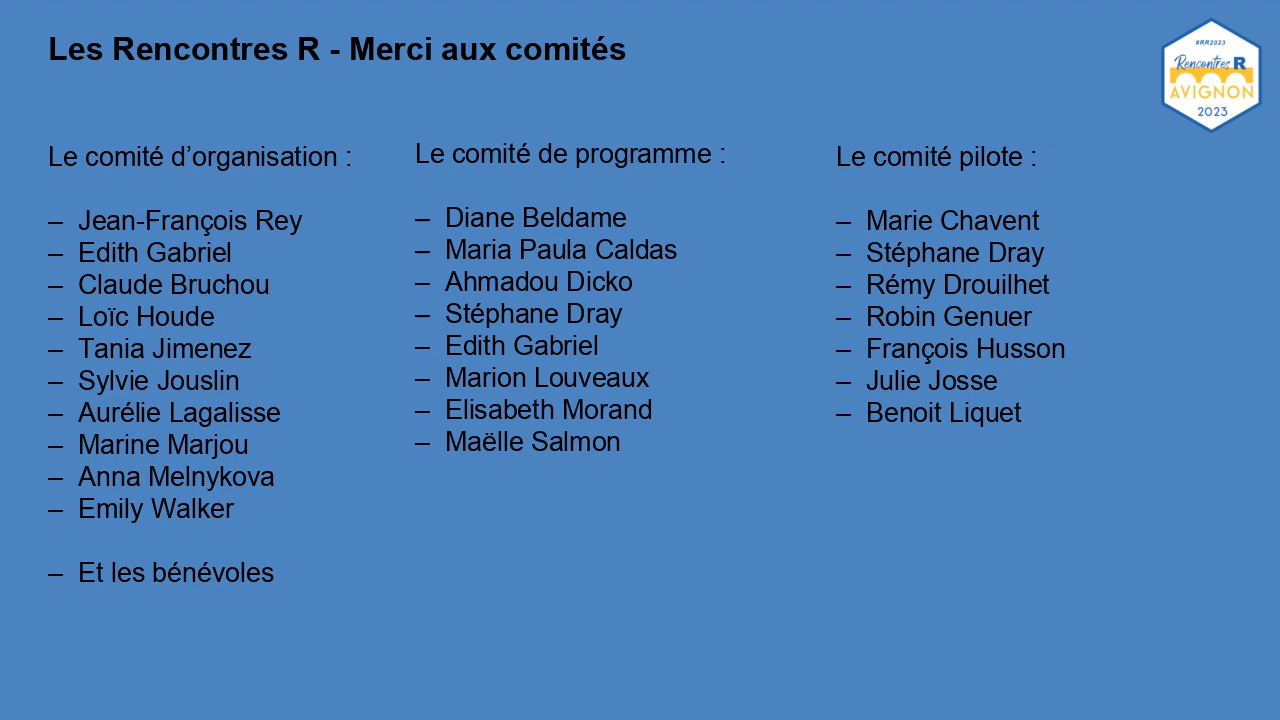 Les Rencontres R - Merci aux comités
#RR2023
Rencontres R
AVIGNON
2023
Le comité d’organisation :
– Jean-François Rey
– Edith Gabriel
– Claude Bruchou
– Loïc Houde
– Tania Jimenez
– Sylvie Jouslin
– Aurélie Lagalisse
– Marine Marjou
– Anna Melnykova
– Emily Walker
– Et les bénévoles
Le comité de programme :
– Diane Beldame
– Maria Paula Caldas
– Ahmadou Dicko
– Stéphane Dray
– Edith Gabriel
– Marion Louveaux
– Elisabeth Morand
– Maëlle Salmon
Le comité pilote :
– Marie Chavent
– Stéphane Dray
– Rémy Drouilhet
– Robin Genuer
– François Husson
– Julie Josse
– Benoit Liquet